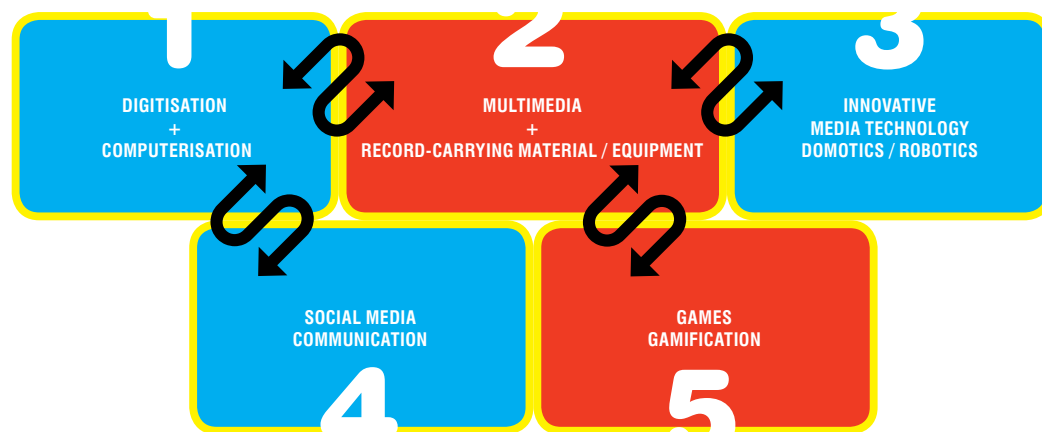 1
DIGITISATION
+
COMPUTERISATION
2
MULTIMEDIA
+
RECORD-CARRYING MATERIAL / EQUIPMENT
3
INNOVATIVE
MEDIA TECHNOLOGY
DOMOTICS / ROBOTICS
SOCIAL MEDIA
COMMUNICATION
4
GAMES
GAMIFICATION
5